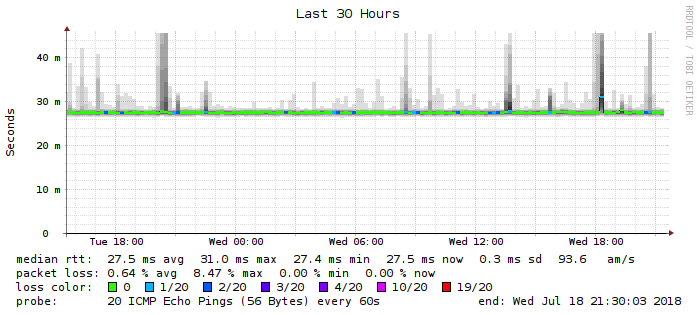 Last 30 Hours
RRDTOOL / TOBI OETIKER
Seconds
40 m
30 m
20 m
10 m
0
Tue 18:00 Wed 00:00 Wed 06:00 Wed 12:00 Wed 18:00
median rtt: 27.5 ms avg 31.0 ms max 27.4 ms min 27.5 ms now 0.3 ms sd 93.6 am/s
packet loss: 0.64 % avg 8.47 % max 0.00 % min 0.00 % now
loss color: 0 1/20 2/20 3/20 4/20 10/20 19/20
probe: 20 ICMP Echo Pings (56 Bytes) every 60s end: Wed Jul 18 21:30:03 2018